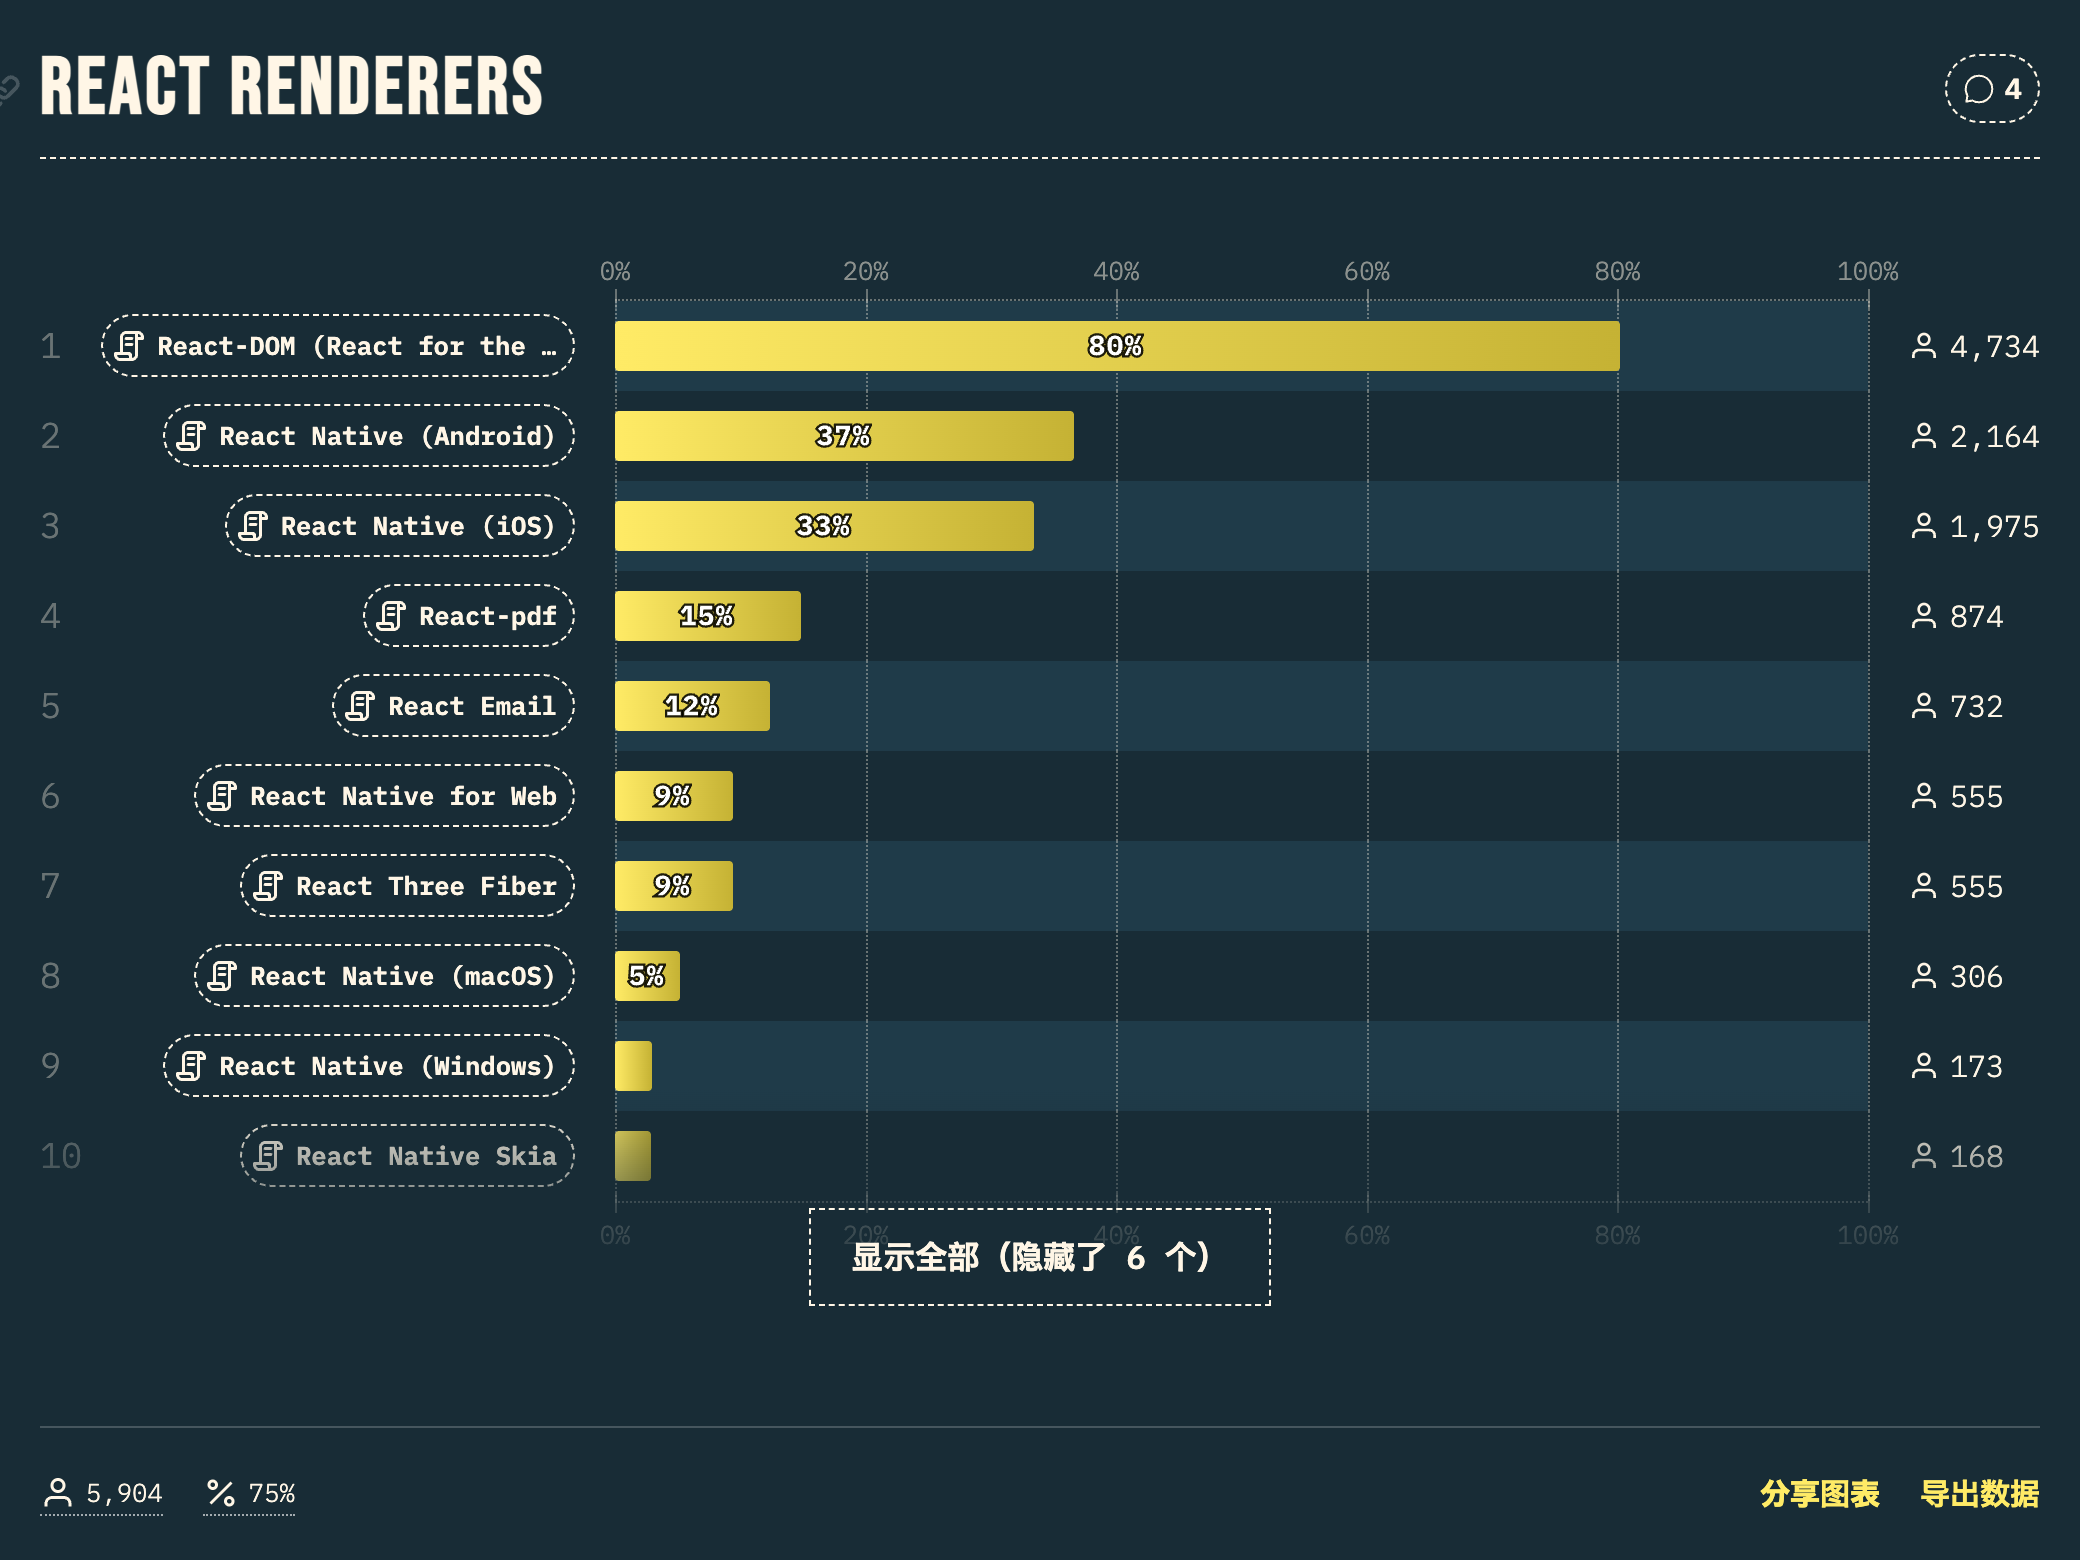 REACT RENDERERS
4
0% 20% 40% 60% 80% 100%
1 React-DOM (React for the … 80% 4,734
2 React Native (Android) 37% 2,164
3 React Native (iOS) 33% 1,975
4 React-pdf 15% 874
5 React Email 12% 732
6 React Native for Web 9% 555
7 React Three Fiber 9% 555
8 React Native (macOS) 5% 306
9 React Native (Windows) 173
10 React Native Skia 168
0% 20% 40% 60% 80% 100%
显示全部（隐藏了 6 个）
5,904 75% 分享图表 导出数据